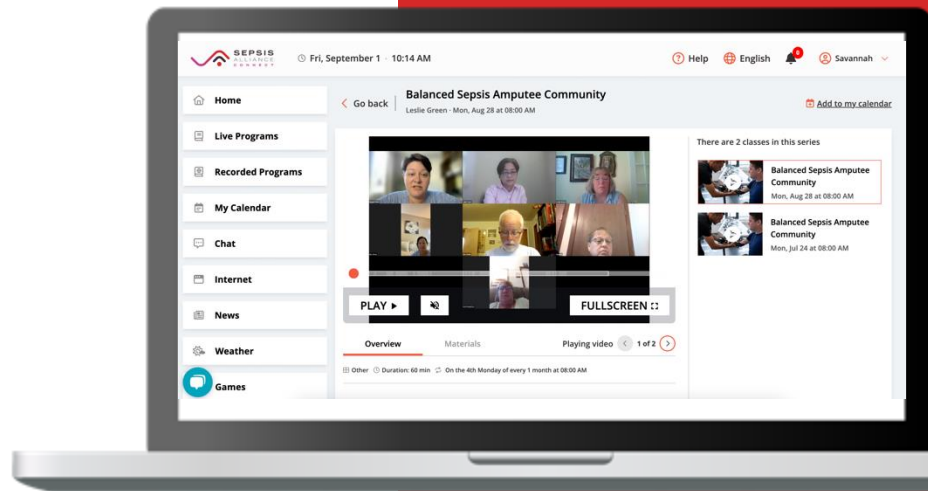 SEPSIS
ALLIANCE
CONNECT
Fri, September 1 · 10:14 AM
Help
English
Savannah
Home
Live Programs
Recorded Programs
My Calendar
Chat
Internet
News
Weather
Games
Go back
Balanced Sepsis Amputee Community
Leslie Green · Mon, Aug 28 at 08:00 AM
Add to my calendar
PLAY
FULLSCREEN
Overview
Materials
Playing video
1 of 2
Other
Duration: 60 min
On the 4th Monday of every 1 month at 08:00 AM
There are 2 classes in this series
Balanced Sepsis Amputee
Community
Mon, Aug 28 at 08:00 AM
Balanced Sepsis Amputee
Community
Mon, Jul 24 at 08:00 AM